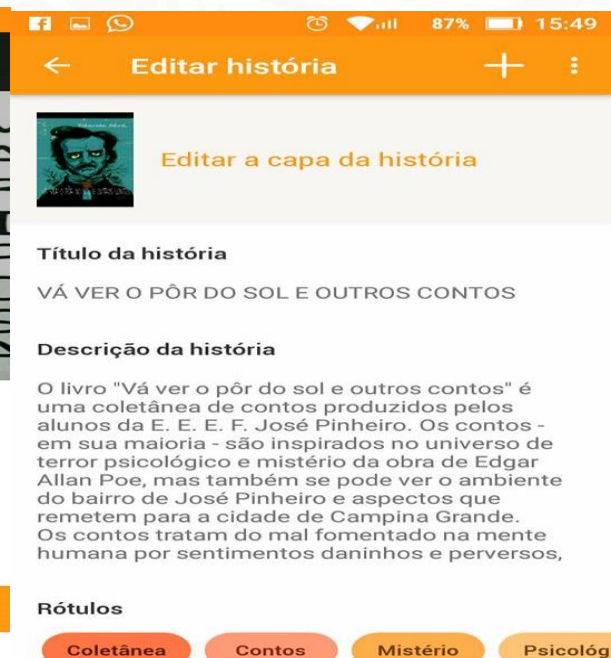 87% 15:49
Editar história
Editar a capa da história
Título da história
VÁ VER O PÔR DO SOL E OUTROS CONTOS
Descrição da história
O livro "Vá ver o pôr do sol e outros contos" é
uma coletânea de contos produzidos pelos
alunos da E. E. E. F. José Pinheiro. Os contos -
em sua maioria - são inspirados no universo de
terror psicológico e mistério da obra de Edgar
Allan Poe, mas também se pode ver o ambiente
do bairro de José Pinheiro e aspectos que
remetem para a cidade de Campina Grande.
Os contos tratam do mal fomentado na mente
humana por sentimentos daninhos e perversos,
Rótulos
Coletânea Contos Mistério Psicológ